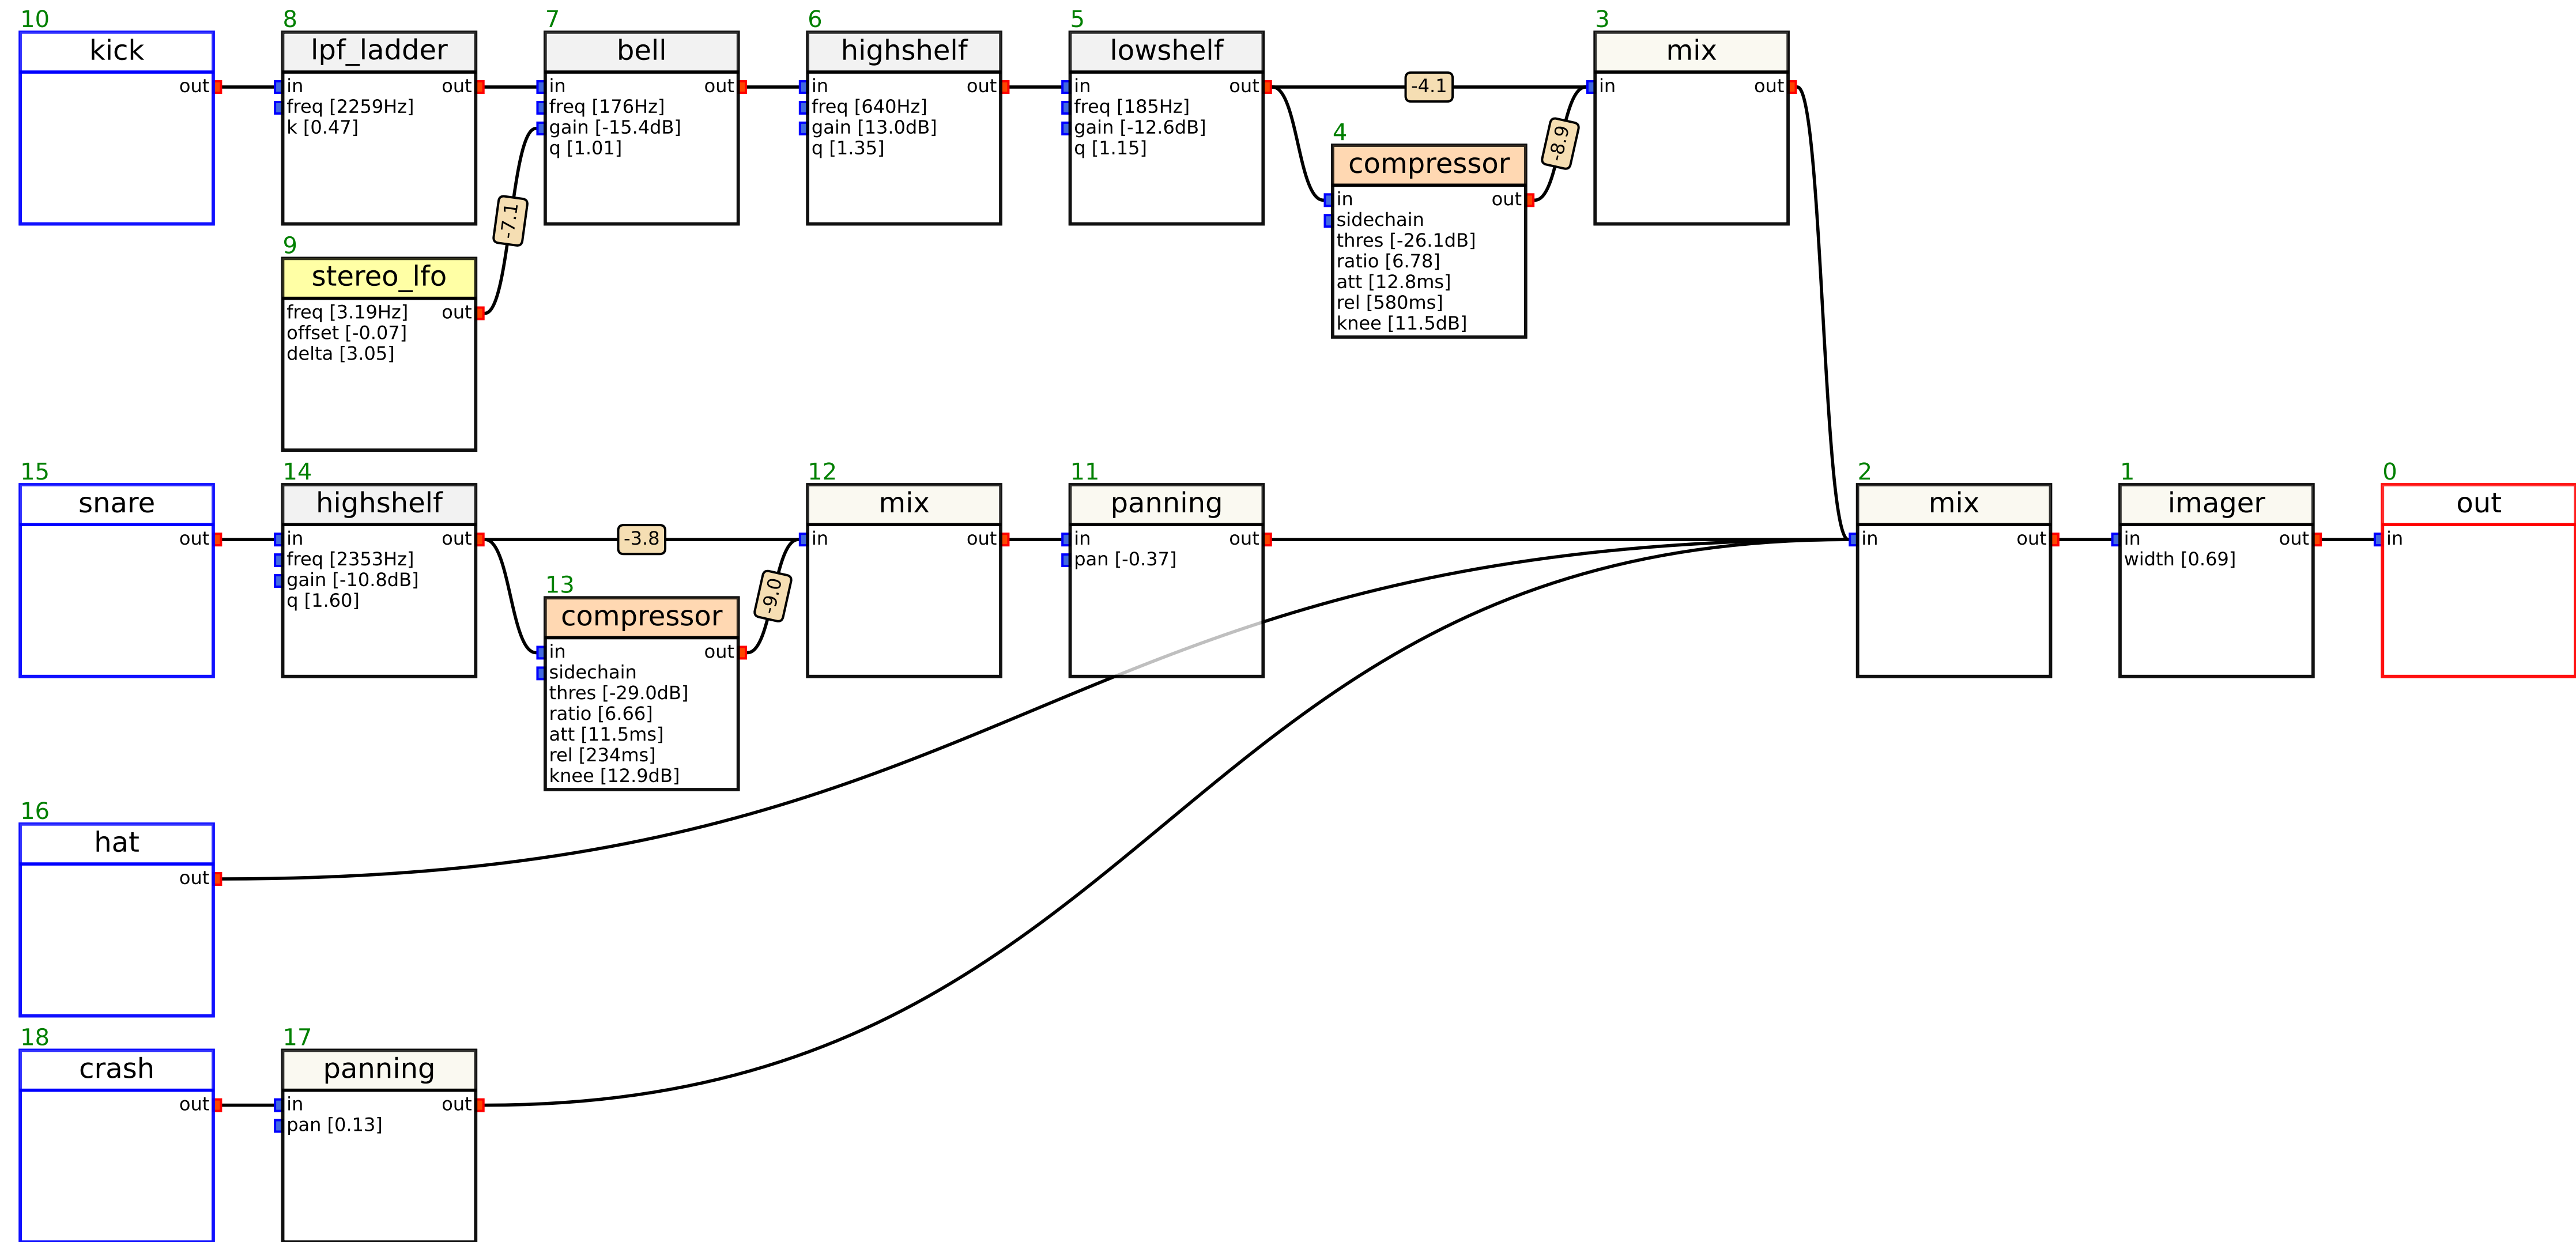 10
kick
out
8
lpf_ladder
in out
freq [2259Hz]
k [0.47]
7
bell
in out
freq [176Hz]
gain [-15.4dB]
q [1.01]
6
highshelf
in out
freq [640Hz]
gain [13.0dB]
q [1.35]
5
lowshelf
in out
freq [185Hz]
gain [-12.6dB]
q [1.15]
-4.1
4
compressor
in out
sidechain
thres [-26.1dB]
ratio [6.78]
att [12.8ms]
rel [580ms]
knee [11.5dB]
-8.9
3
mix
in out
9
stereo_lfo
freq [3.19Hz] out
offset [-0.07]
delta [3.05]
-7.1
15
snare
out
14
highshelf
in out
freq [2353Hz]
gain [-10.8dB]
q [1.60]
-3.8
13
compressor
in out
sidechain
thres [-29.0dB]
ratio [6.66]
att [11.5ms]
rel [234ms]
knee [12.9dB]
-9.0
12
mix
in out
11
panning
in out
pan [-0.37]
2
mix
in out
1
imager
in out
width [0.69]
0
out
in
16
hat
out
18
crash
out
17
panning
in out
pan [0.13]